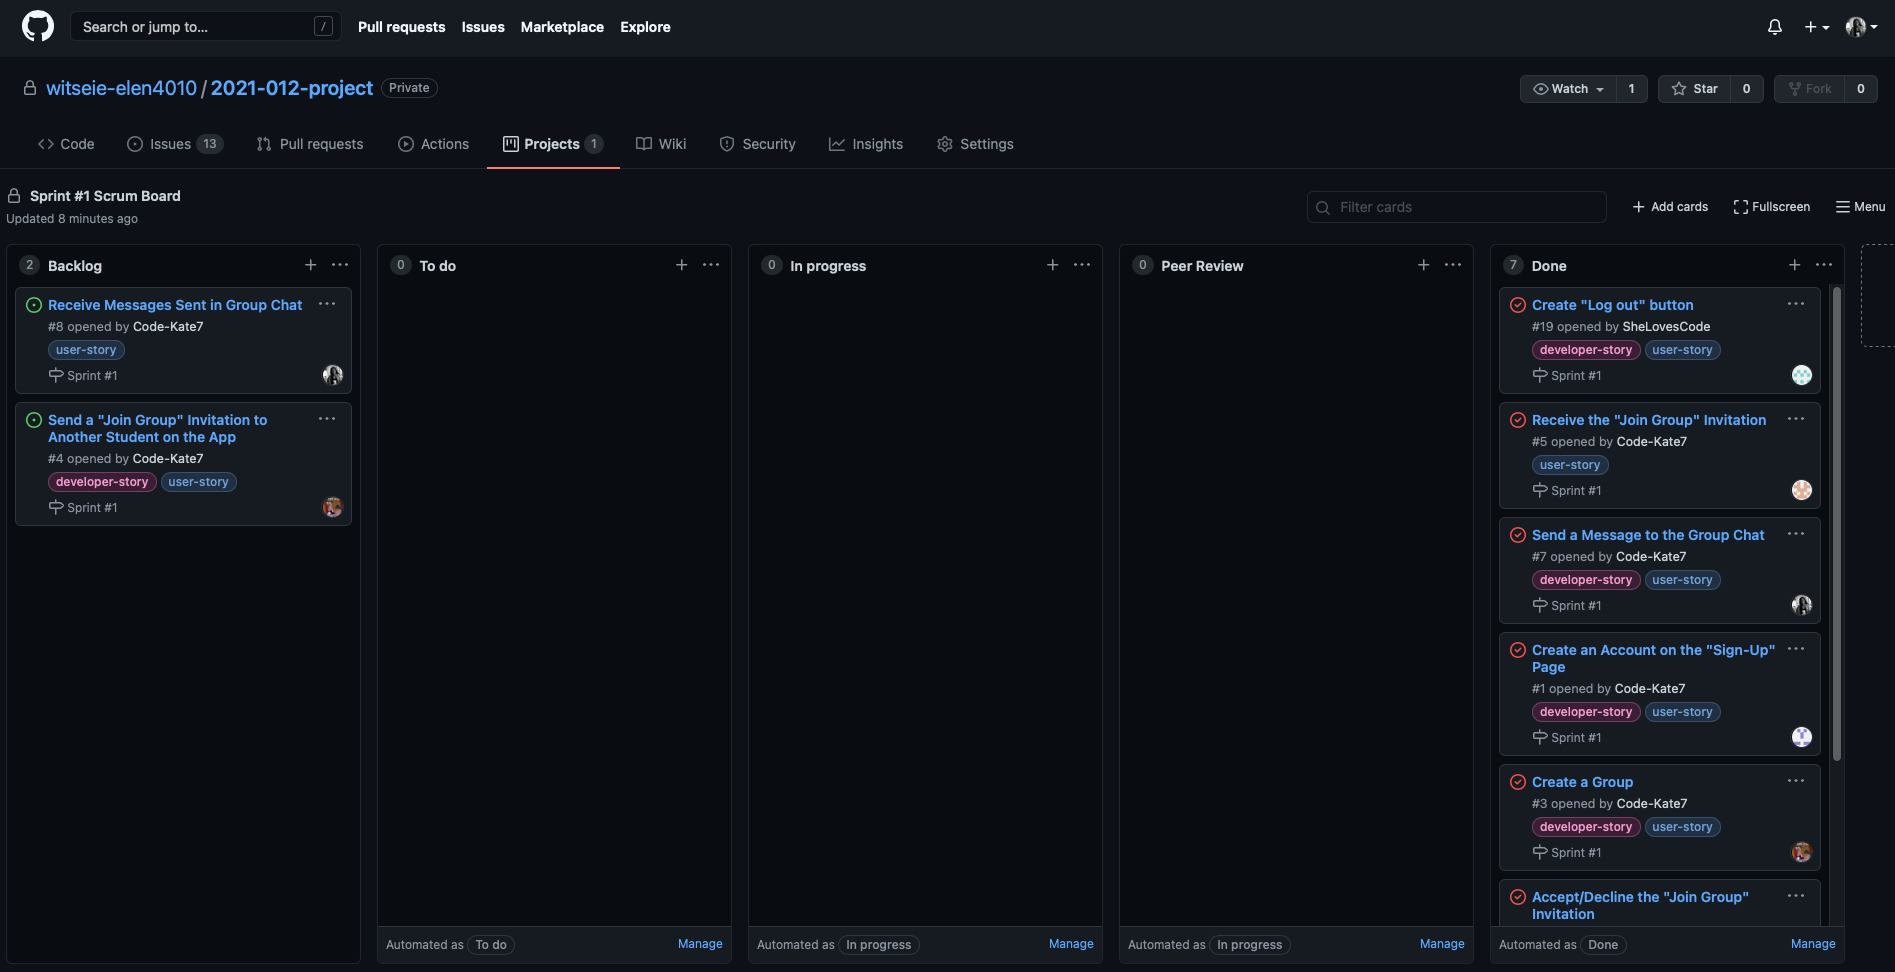 Search or jump to... /
Pull requests Issues Marketplace Explore
witseie-elen4010 / 2021-012-project Private
Watch 1 Star 0 Fork 0
Code Issues 13 Pull requests Actions Projects 1 Wiki Security Insights Settings
Sprint #1 Scrum Board
Updated 8 minutes ago
Filter cards
Add cards Fullscreen Menu
2 Backlog
Receive Messages Sent in Group Chat
#8 opened by Code-Kate7
user-story
Sprint #1
Send a "Join Group" Invitation to
Another Student on the App
#4 opened by Code-Kate7
developer-story user-story
Sprint #1
0 To do
Automated as To do Manage
0 In progress
Automated as In progress Manage
0 Peer Review
Automated as In progress Manage
7 Done
Create "Log out" button
#19 opened by SheLovesCode
developer-story user-story
Sprint #1
Receive the "Join Group" Invitation
#5 opened by Code-Kate7
user-story
Sprint #1
Send a Message to the Group Chat
#7 opened by Code-Kate7
developer-story user-story
Sprint #1
Create an Account on the "Sign-Up"
Page
#1 opened by Code-Kate7
developer-story user-story
Sprint #1
Create a Group
#3 opened by Code-Kate7
developer-story user-story
Sprint #1
Accept/Decline the "Join Group"
Invitation
Automated as Done Manage